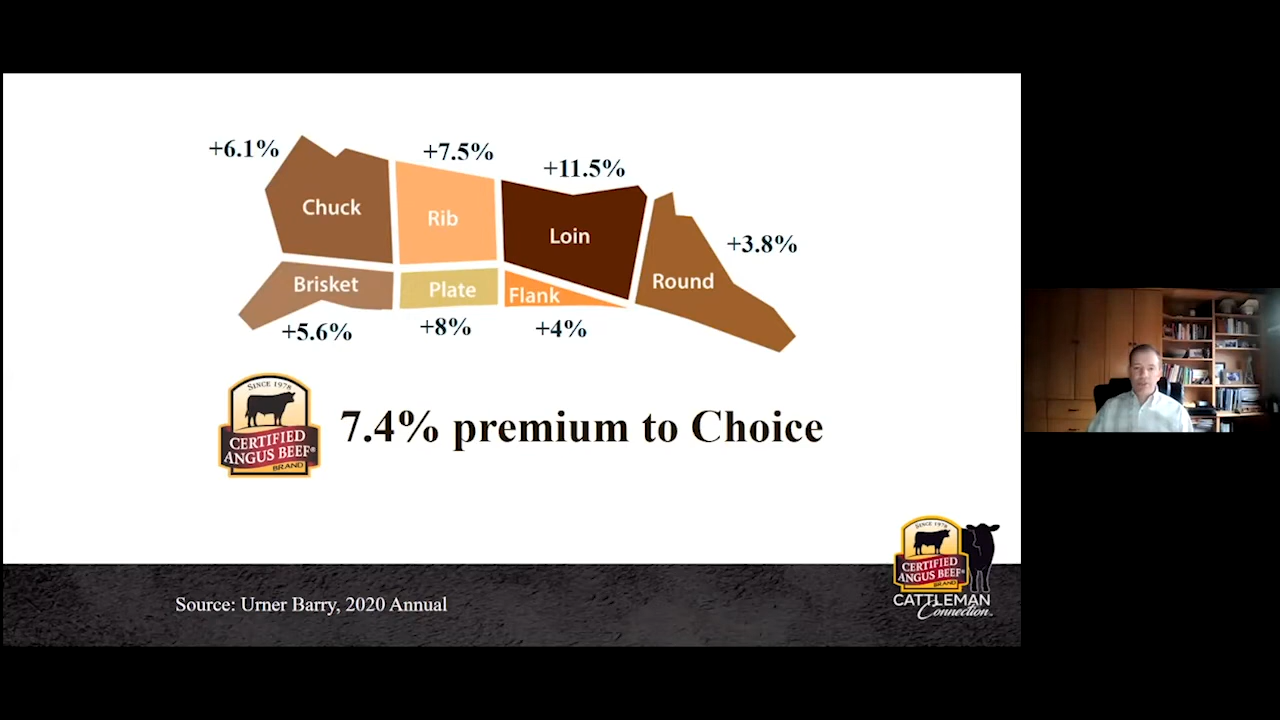 +6.1%
+7.5%
+11.5%
Chuck
Rib
Loin
+3.8%
Brisket
Plate
Flank
Round
+5.6%
+8%
+4%
SINCE 1978
CERTIFIED
ANGUS BEEF®
BRAND
7.4% premium to Choice
SINCE 1978
CERTIFIED
ANGUS BEEF®
BRAND
CATTLEMAN
Connection™
Source: Urner Barry, 2020 Annual